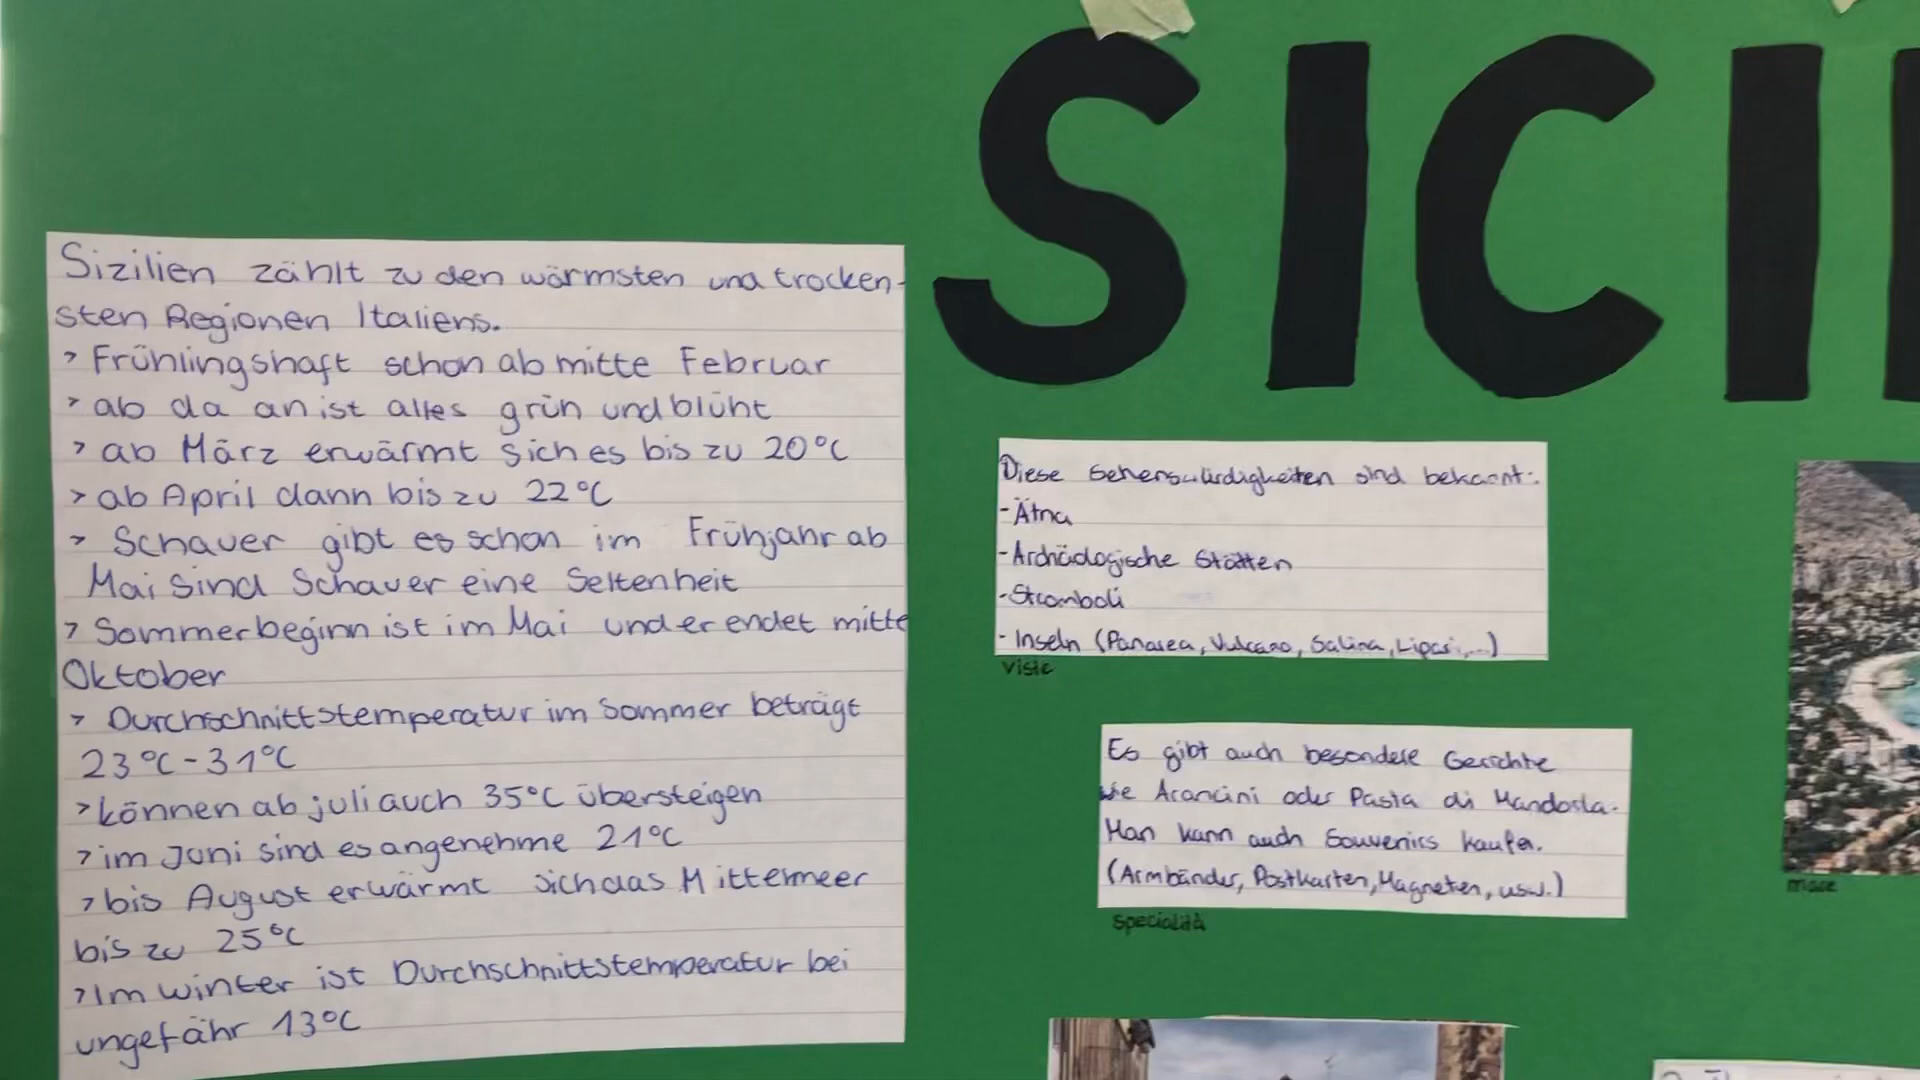 SICI
Sizilien zählt zu den wärmsten und trocken-
sten Regionen Italiens.
> Frühlingshaft schon ab mitte Februar
> ab da an ist alles grün und blüht
> ab März erwärmt sich es bis zu 20°C
> ab April dann bis zu 22°C
> Schauer gibt es schon im Frühjahr ab
Mai sind Schauer eine Seltenheit
> Sommerbeginn ist im Mai und er endet mitte
Oktober
> Durchschnittstemperatur im Sommer beträgt
23°C-31°C
> können ab juli auch 35°C übersteigen
> im Juni sind es angenehme 21°C
> bis August erwärmt sich das Mittermeer
bis zu 25°C
> Im winter ist Durchschnittstemperatur bei
ungefähr 13°C
Diese Sehenswürdigkeiten sind bekannt:
- Ätna
- Archäologische Stätten
- Stromboli
- Inseln (Panarea, Vulcano, Salina, Lipari,...)
viste
Es gibt auch besondere Gerichte
wie Arancini oder Pasta di Mandorla.
Man kann auch Souvenirs kaufen.
(Armbänder, Postkarten, Magneten, usw.)
specialità
mare